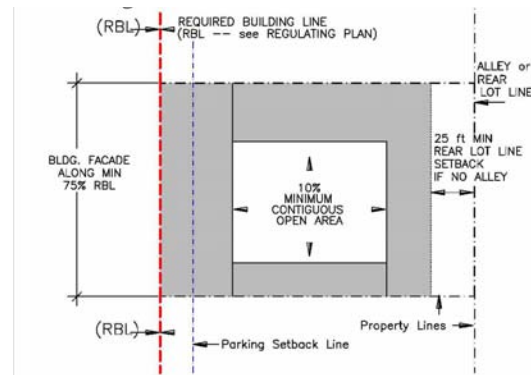 (RBL)
REQUIRED BUILDING LINE
(RBL -- see REGULATING PLAN)
ALLEY or
REAR
LOT LINE
25 ft MIN
REAR LOT LINE
SETBACK
IF NO ALLEY
BLDG. FACADE
ALONG MIN
75% RBL
10%
MINIMUM
CONTIGUOUS
OPEN AREA
(RBL)
Parking Setback Line
Property Lines